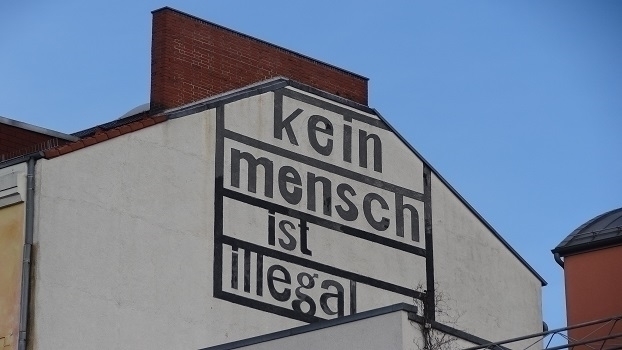 kein
mensch
ist
illegal